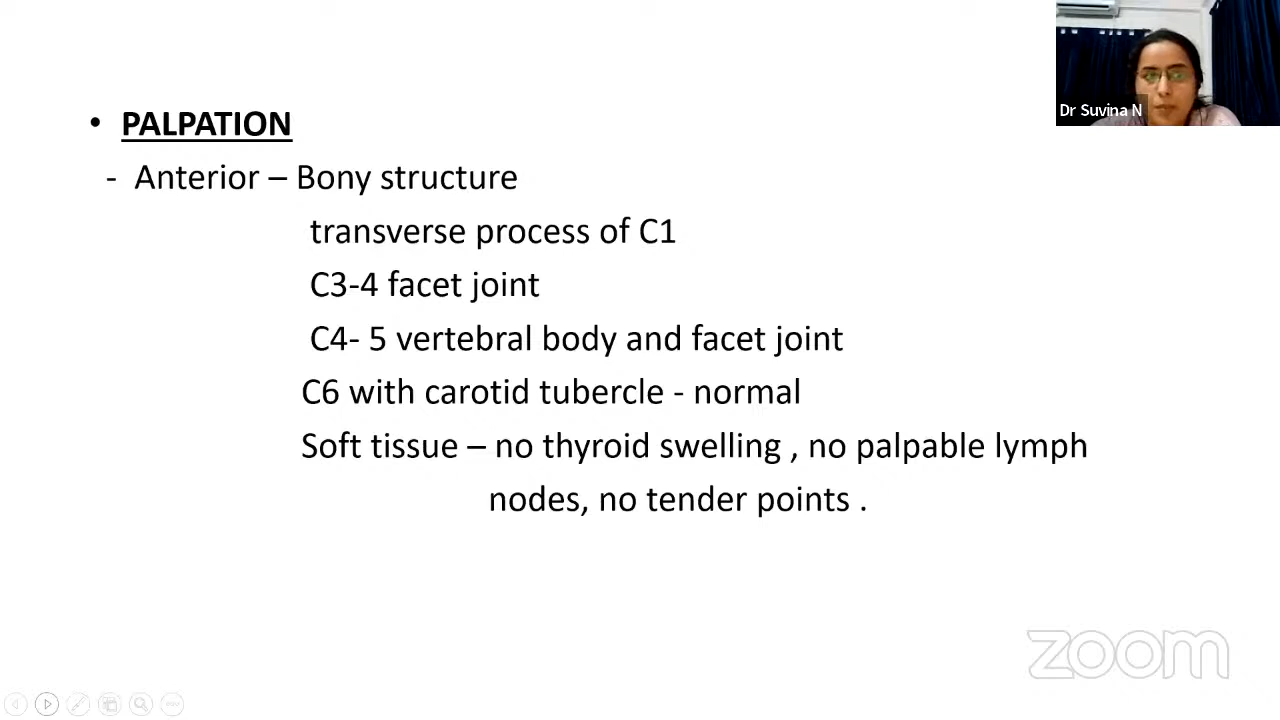 Dr Suvina N
• PALPATION
- Anterior – Bony structure
transverse process of C1
C3-4 facet joint
C4- 5 vertebral body and facet joint
C6 with carotid tubercle - normal
Soft tissue – no thyroid swelling , no palpable lymph
nodes, no tender points .
zoom